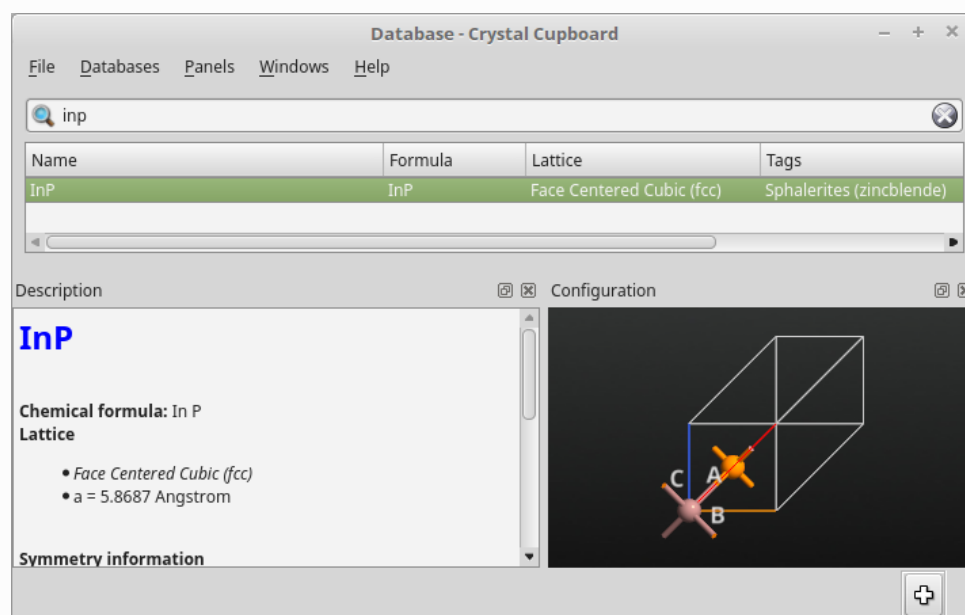 Database - Crystal Cupboard
File Databases Panels Windows Help
inp
Name Formula Lattice Tags
InP InP Face Centered Cubic (fcc) Sphalerites (zincblende)
Description Configuration
InP
Chemical formula: In P
Lattice
• Face Centered Cubic (fcc)
• a = 5.8687 Angstrom
Symmetry information
C A
B